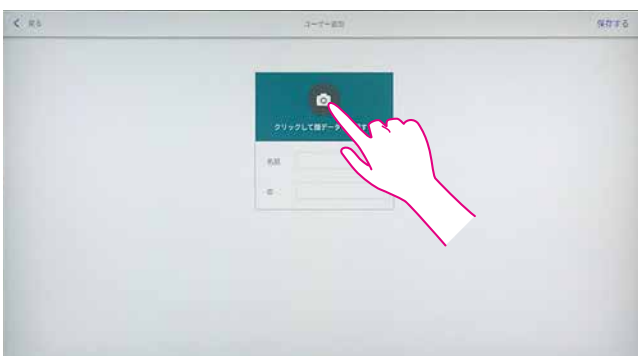 戻る
ユーザー追加
保存する
クリックして顔データ
名前